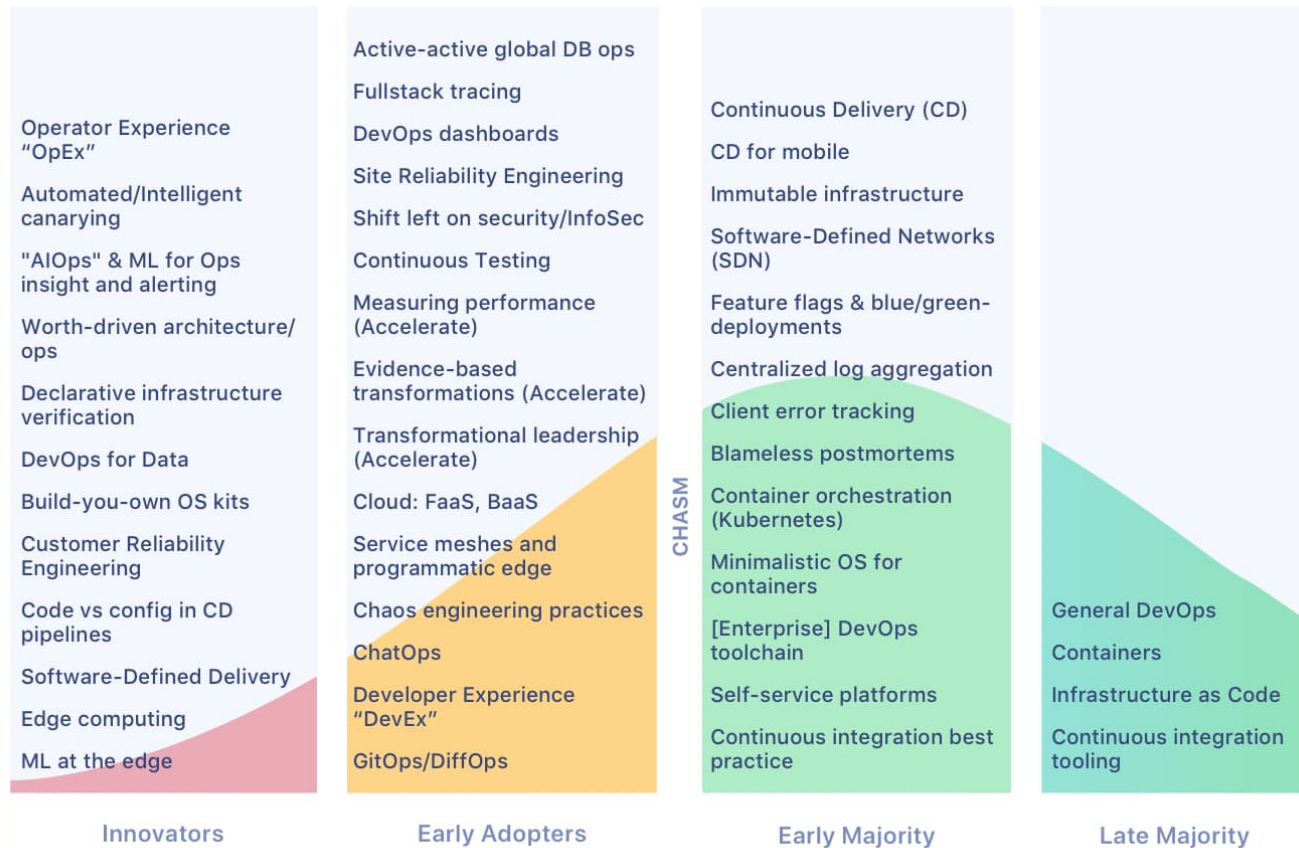 Operator Experience
“OpEx”
Automated/Intelligent
canarying
"AIOps" & ML for Ops
insight and alerting
Worth-driven architecture/
ops
Declarative infrastructure
verification
DevOps for Data
Build-you-own OS kits
Customer Reliability
Engineering
Code vs config in CD
pipelines
Software-Defined Delivery
Edge computing
ML at the edge
Innovators
Active-active global DB ops
Fullstack tracing
DevOps dashboards
Site Reliability Engineering
Shift left on security/InfoSec
Continuous Testing
Measuring performance
(Accelerate)
Evidence-based
transformations (Accelerate)
Transformational leadership
(Accelerate)
Cloud: FaaS, BaaS
Service meshes and
programmatic edge
Chaos engineering practices
ChatOps
Developer Experience
“DevEx”
GitOps/DiffOps
Early Adopters
CHASM
Continuous Delivery (CD)
CD for mobile
Immutable infrastructure
Software-Defined Networks
(SDN)
Feature flags & blue/green-
deployments
Centralized log aggregation
Client error tracking
Blameless postmortems
Container orchestration
(Kubernetes)
Minimalistic OS for
containers
[Enterprise] DevOps
toolchain
Self-service platforms
Continuous integration best
practice
Early Majority
General DevOps
Containers
Infrastructure as Code
Continuous integration
tooling
Late Majority